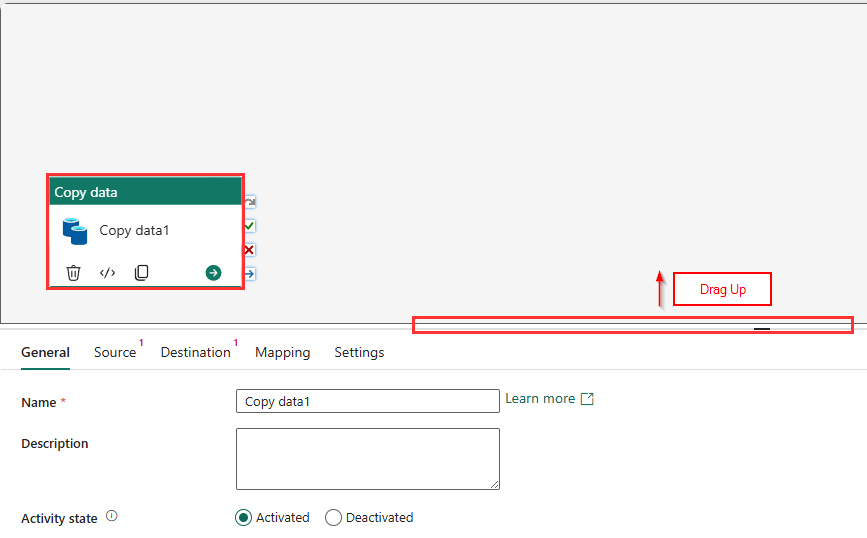 Copy data
Copy data1
Drag Up
General Source 1 Destination 1 Mapping Settings
Name * Copy data1 Learn more
Description
Activity state Activated Deactivated